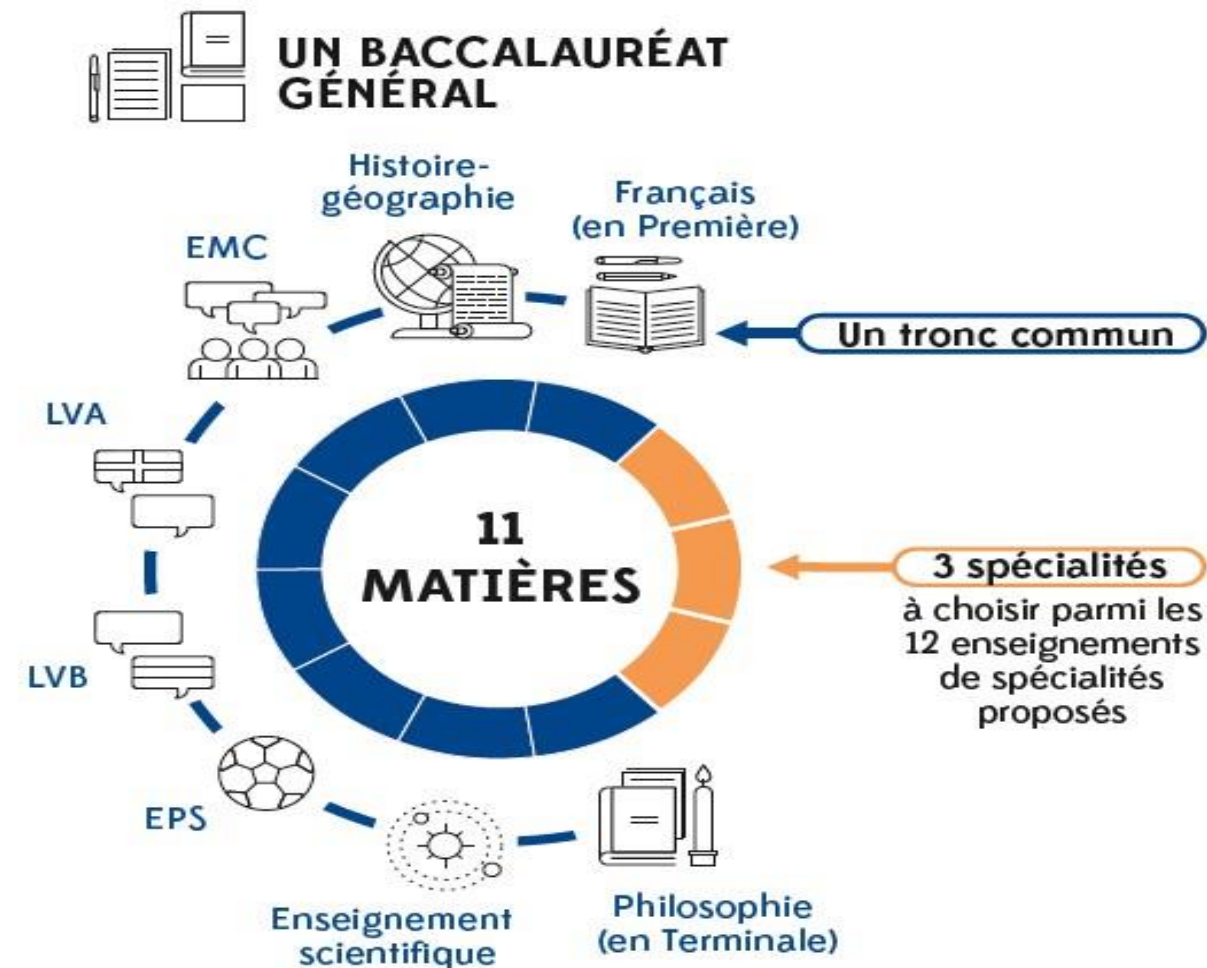 UN BACCALAURÉAT
GÉNÉRAL
Histoire-
géographie
Français
(en Première)
EMC
Un tronc commun
LVA
11
MATIÈRES
3 spécialités
à choisir parmi les
12 enseignements
de spécialités
proposés
LVB
EPS
Enseignement
scientifique
Philosophie
(en Terminale)